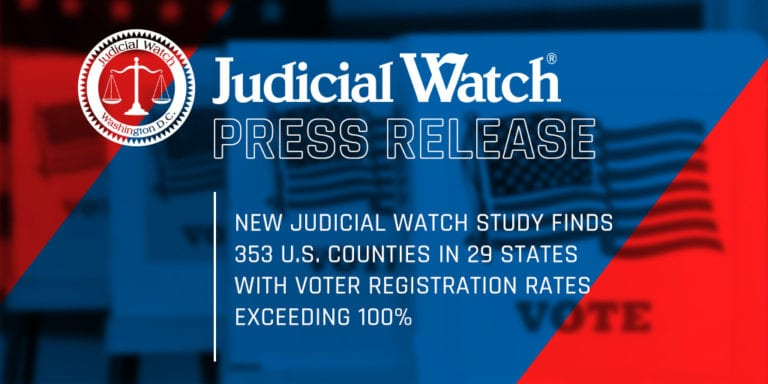 Judicial Watch
Washington D.C.
Judicial Watch®
PRESS RELEASE
NEW JUDICIAL WATCH STUDY FINDS
353 U.S. COUNTIES IN 29 STATES
WITH VOTER REGISTRATION RATES
EXCEEDING 100%
VOTE
VOTE